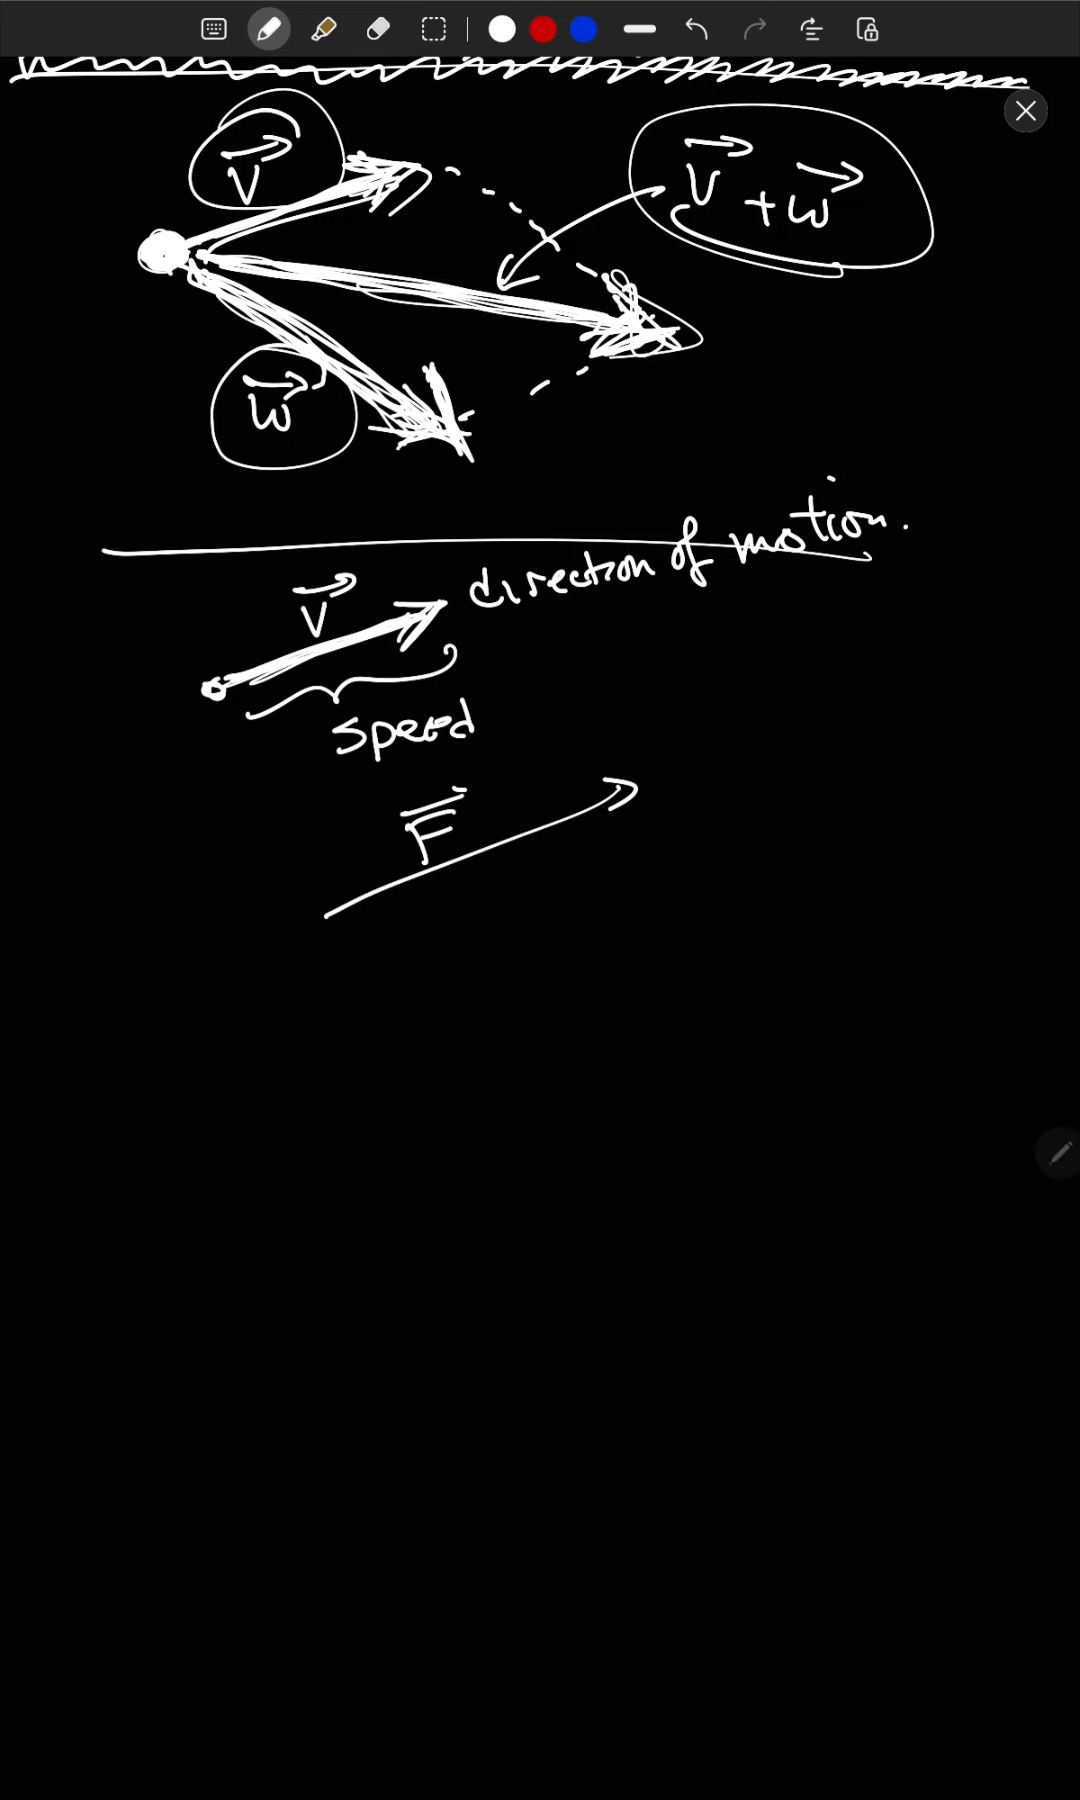 v⃗
v⃗ + w⃗
w⃗
direction of motion.
v⃗
speed
F⃗